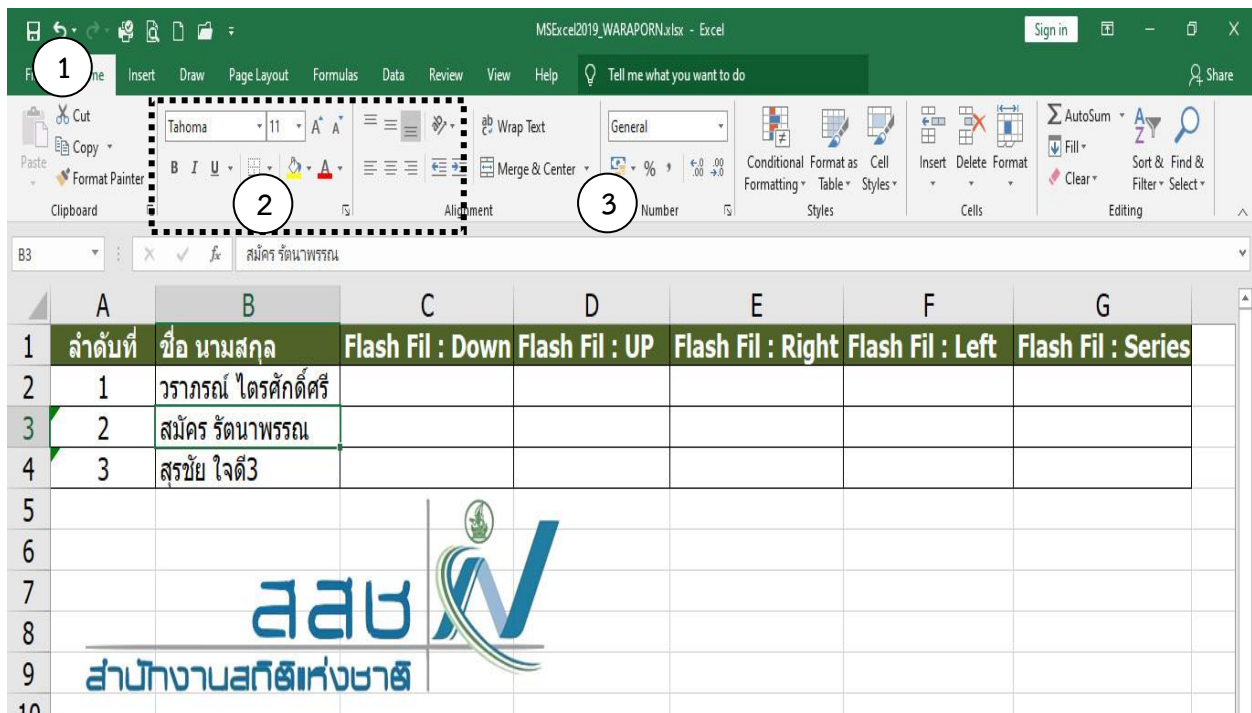 MSExcel2019_WARAPORN.xlsx - Excel
Sign in
1
Insert Draw Page Layout Formulas Data Review View Help Tell me what you want to do
Share
Cut
Copy
Paste
Format Painter
Clipboard
Tahoma 11
B I U
2
Wrap Text
Merge & Center
Alignment
General
% ,
3
Number
Conditional Formatting
Format as Table
Cell Styles
Styles
Insert Delete Format
Cells
AutoSum
Fill
Clear
Sort & Filter
Find & Select
Editing
B3 fx สมัคร รัตนาพรรณ
A B C D E F G
1 ลำดับที่ ชื่อ นามสกุล Flash Fil : Down Flash Fil : UP Flash Fil : Right Flash Fil : Left Flash Fil : Series
2 1 วราภรณ์ ไตรศักดิ์ศรี
3 2 สมัคร รัตนาพรรณ
4 3 สุรชัย ใจดี3
5
6
7
8
9
10
สสช
สำนักงานสถิติแห่งชาติ